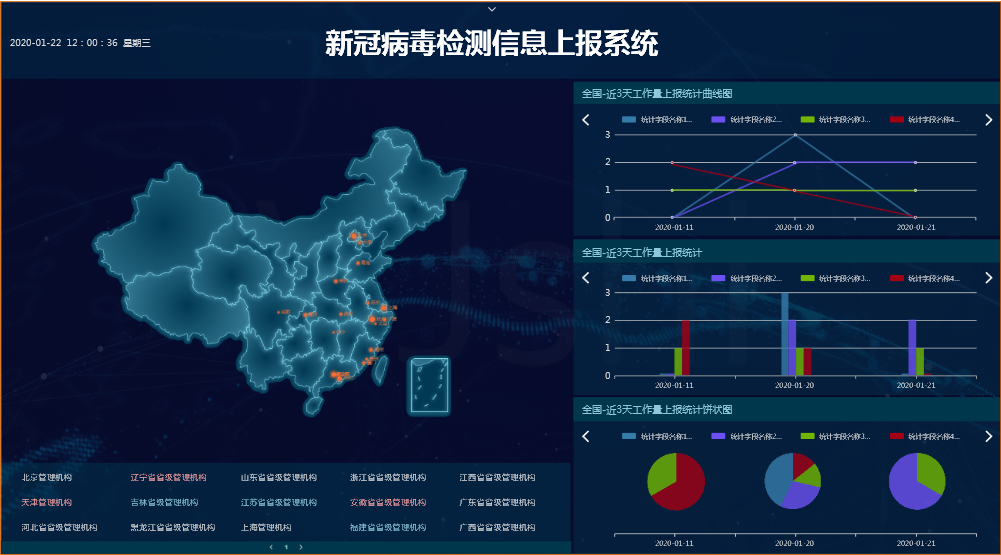 2020-01-22 12：00：36 星期三
新冠病毒检测信息上报系统
全国-近3天工作量上报统计曲线图
统计字段名称1... 统计字段名称2... 统计字段名称3... 统计字段名称4...
3
2
1
0
2020-01-11 2020-01-20 2020-01-21
全国-近3天工作量上报统计
统计字段名称1... 统计字段名称2... 统计字段名称3... 统计字段名称4...
3
2
1
0
2020-01-11 2020-01-20 2020-01-21
全国-近3天工作量上报统计饼状图
统计字段名称1... 统计字段名称2... 统计字段名称3... 统计字段名称4...
2020-01-11 2020-01-20 2020-01-21
北京管理机构 辽宁省省级管理机构 山东省省级管理机构 浙江省省级管理机构 江西省省级管理机构
天津管理机构 吉林省级管理机构 江苏省省级管理机构 安徽省省级管理机构 广东省省级管理机构
河北省省级管理机构 黑龙江省省级管理机构 上海管理机构 福建省省级管理机构 广西省省级管理机构
1